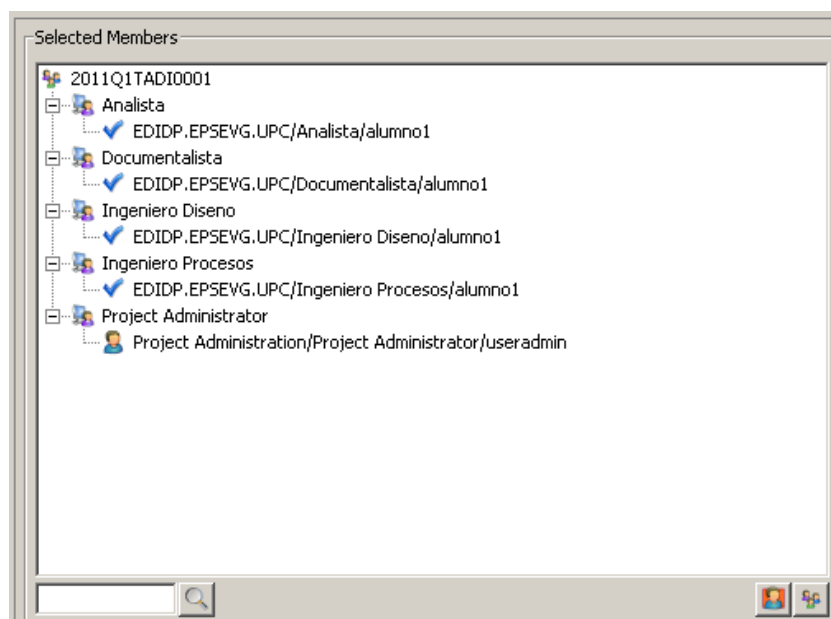 Selected Members
2011Q1TADI0001
Analista
EDIDP.EPSEVG.UPC/Analista/alumno1
Documentalista
EDIDP.EPSEVG.UPC/Documentalista/alumno1
Ingeniero Diseno
EDIDP.EPSEVG.UPC/Ingeniero Diseno/alumno1
Ingeniero Procesos
EDIDP.EPSEVG.UPC/Ingeniero Procesos/alumno1
Project Administrator
Project Administration/Project Administrator/useradmin